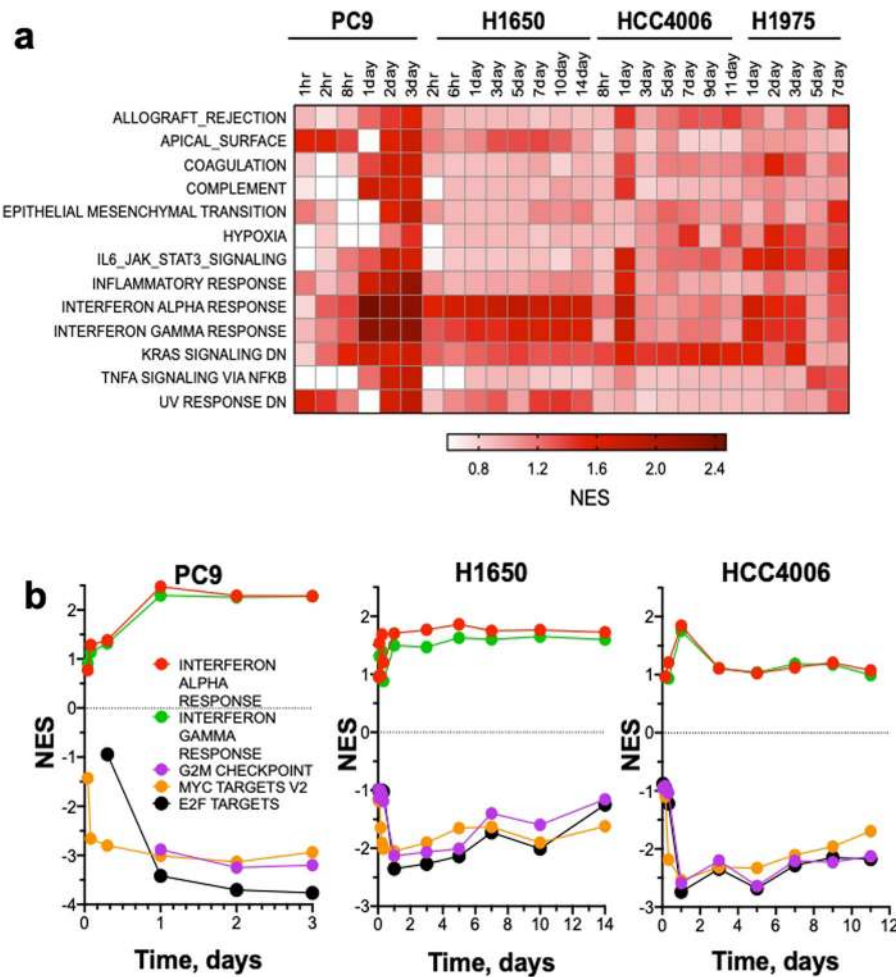 a
PC9 H1650 HCC4006 H1975
1hr 2hr 8hr 1day 2day 3day 2hr 6hr 1day 3day 5day 7day 10day 14day 8hr 1day 3day 5day 7day 9day 11day 1day 2day 3day 5day 7day
ALLOGRAFT_REJECTION
APICAL_SURFACE
COAGULATION
COMPLEMENT
EPITHELIAL MESENCHYMAL TRANSITION
HYPOXIA
IL6_JAK_STAT3_SIGNALING
INFLAMMATORY RESPONSE
INTERFERON ALPHA RESPONSE
INTERFERON GAMMA RESPONSE
KRAS SIGNALING DN
TNFA SIGNALING VIA NFKB
UV RESPONSE DN
0.8 1.2 1.6 2.0 2.4
NES
b
PC9
NES
2
1
0
-1
-2
-3
-4
INTERFERON
ALPHA
RESPONSE
INTERFERON
GAMMA
RESPONSE
G2M CHECKPOINT
MYC TARGETS V2
E2F TARGETS
0 1 2 3
Time, days
H1650
NES
2
1
0
-1
-2
-3
0 2 4 6 8 10 12 14
Time, days
HCC4006
NES
2
1
0
-1
-2
-3
0 2 4 6 8 10 12
Time, days